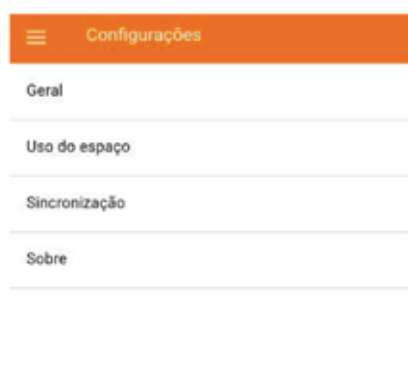 Configurações
Geral
Uso do espaço
Sincronização
Sobre